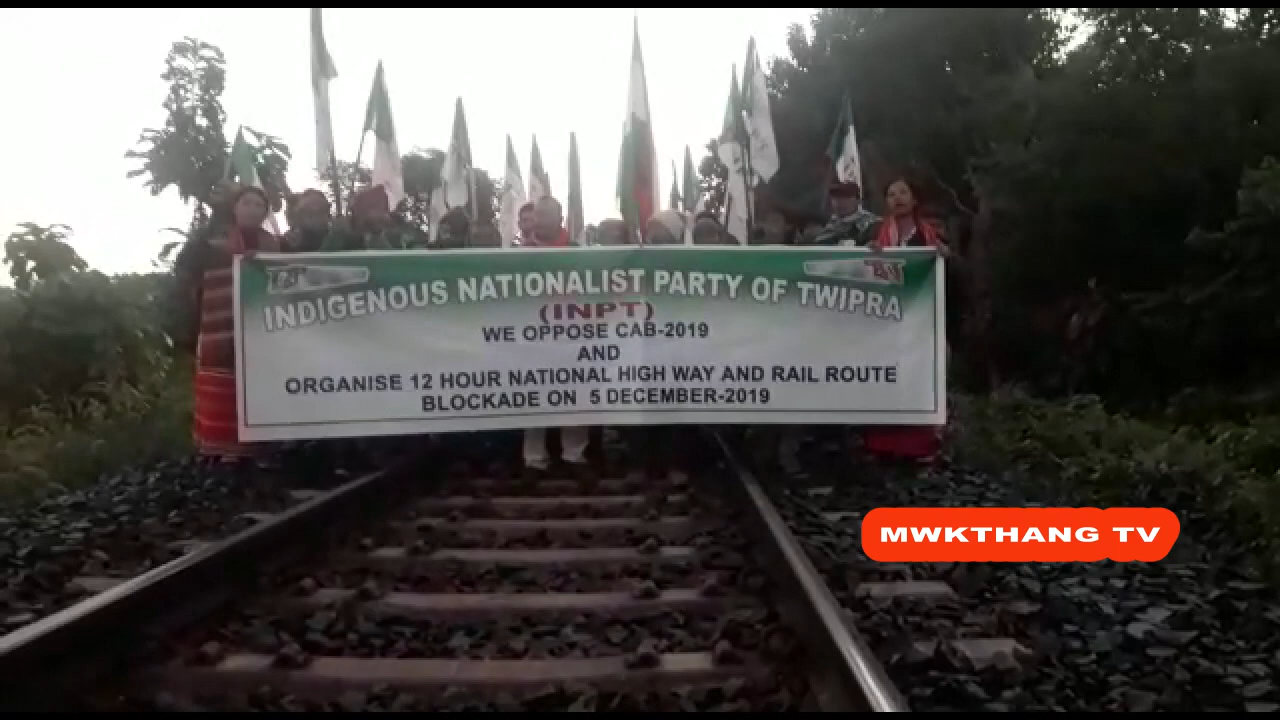 INDIGENOUS NATIONALIST PARTY OF TWIPRA
(INPT)
WE OPPOSE CAB-2019
AND
ORGANISE 12 HOUR NATIONAL HIGH WAY AND RAIL ROUTE
BLOCKADE ON 5 DECEMBER-2019
MWKTHANG TV